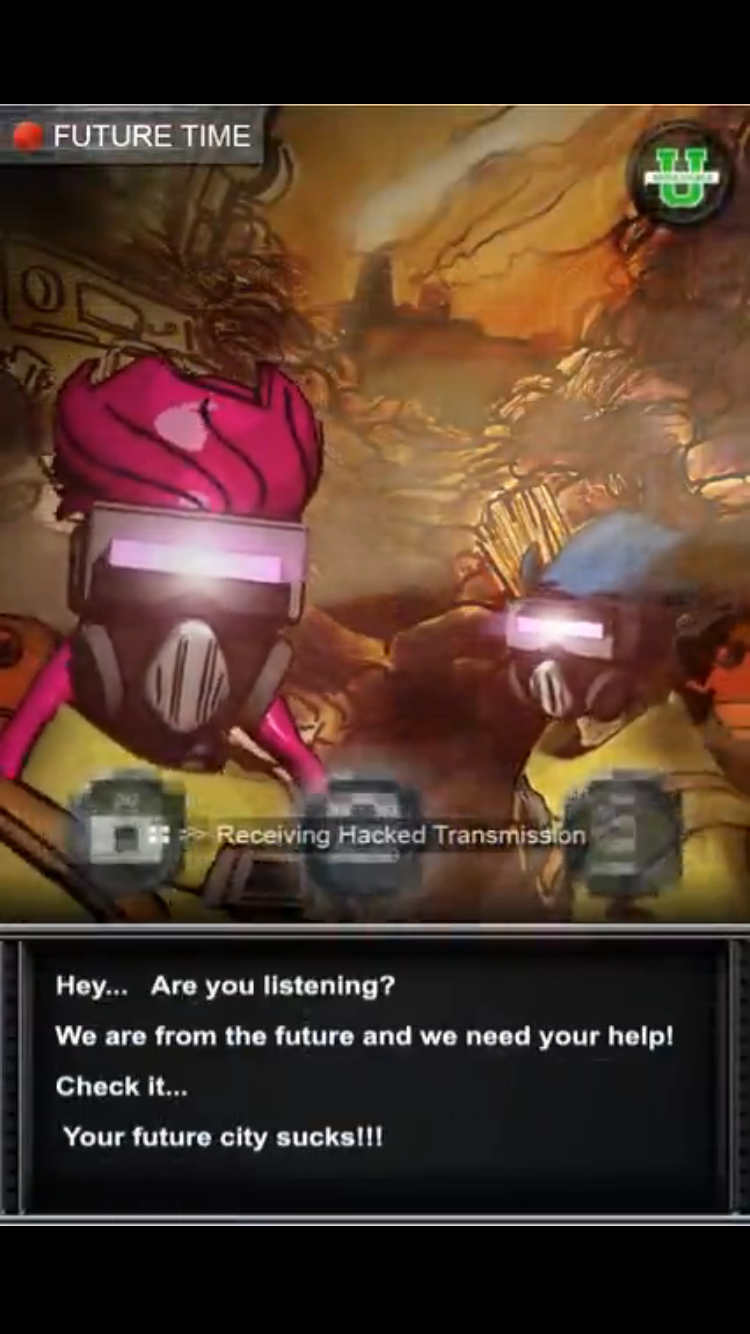 FUTURE TIME
U
>> Receiving Hacked Transmission
Hey... Are you listening?
We are from the future and we need your help!
Check it...
Your future city sucks!!!